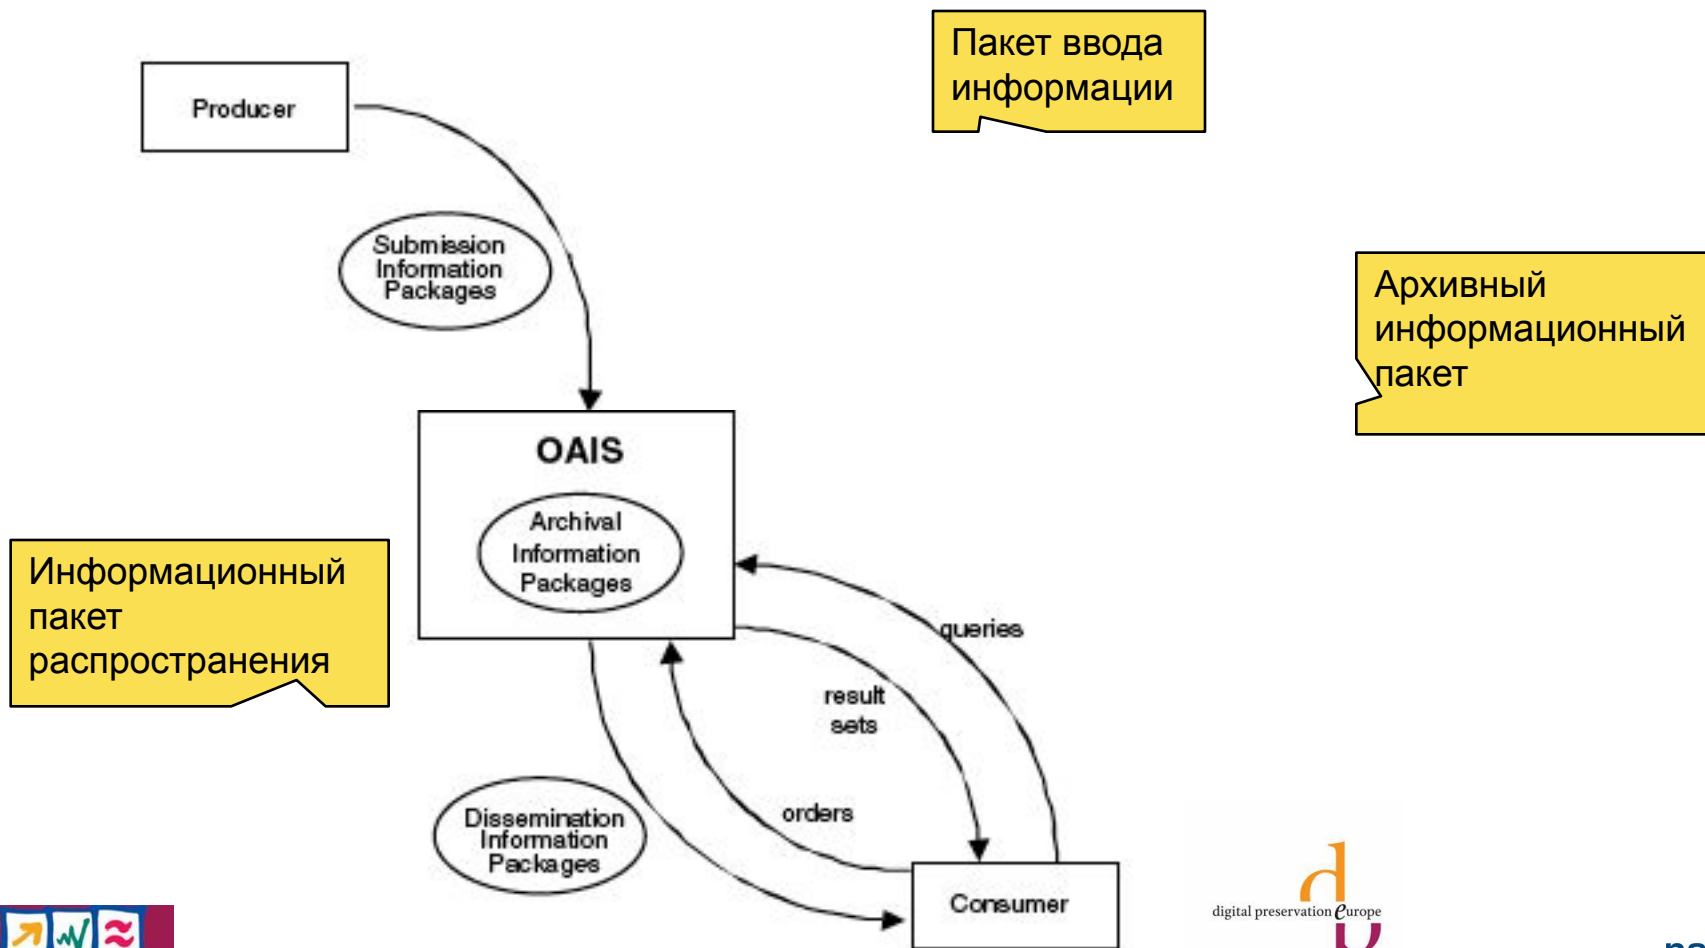 Пакет ввода
информации
Producer
Submission
Information
Packages
Архивный
информационный
пакет
OAIS
Archival
Information
Packages
Информационный
пакет
распространения
queries
result
sets
orders
Dissemination
Information
Packages
Consumer
digital preservation europe